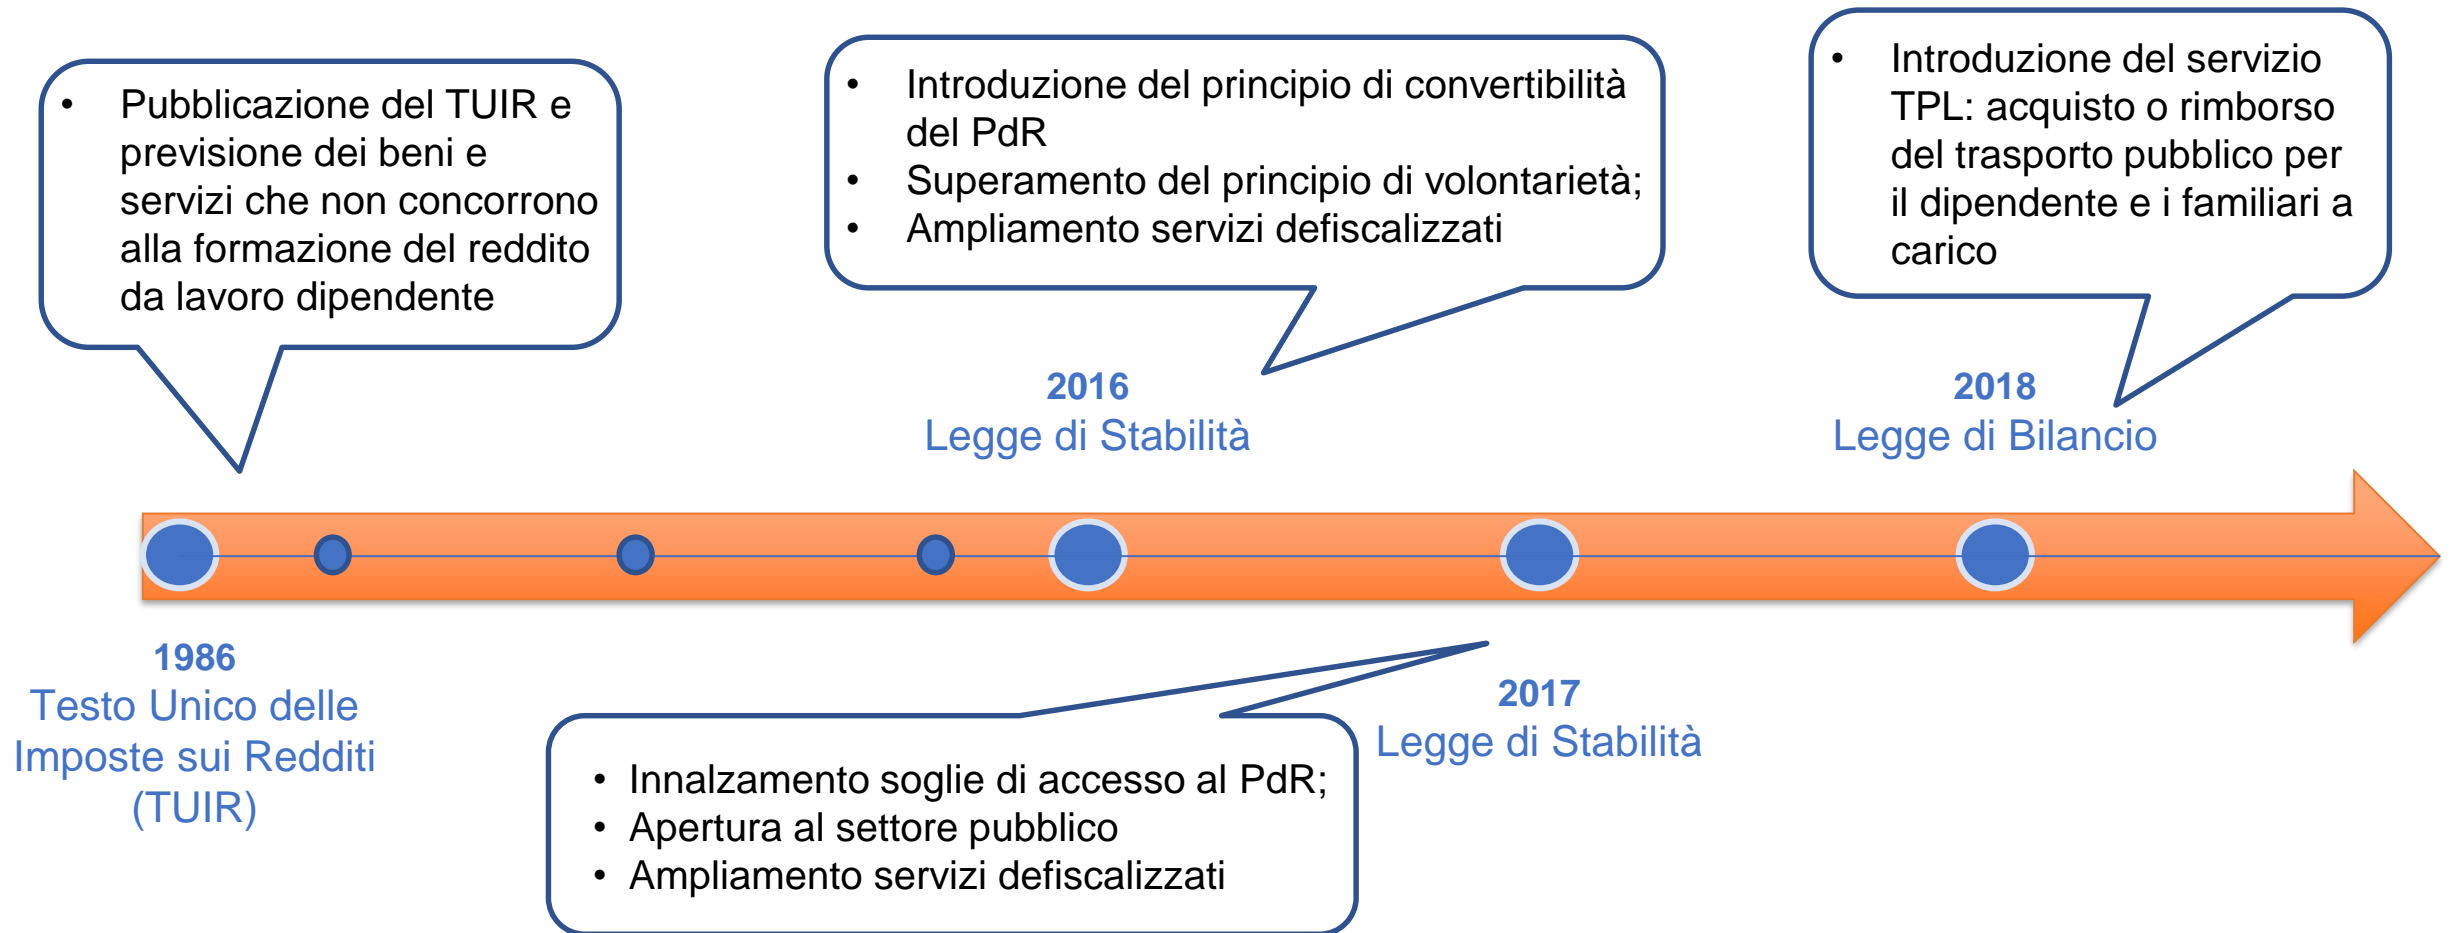 • Pubblicazione del TUIR e
previsione dei beni e
servizi che non concorrono
alla formazione del reddito
da lavoro dipendente
• Introduzione del principio di convertibilità
del PdR
• Superamento del principio di volontarietà;
• Ampliamento servizi defiscalizzati
• Introduzione del servizio
TPL: acquisto o rimborso
del trasporto pubblico per
il dipendente e i familiari a
carico
2016
Legge di Stabilità
2018
Legge di Bilancio
1986
Testo Unico delle
Imposte sui Redditi
(TUIR)
2017
Legge di Stabilità
• Innalzamento soglie di accesso al PdR;
• Apertura al settore pubblico
• Ampliamento servizi defiscalizzati